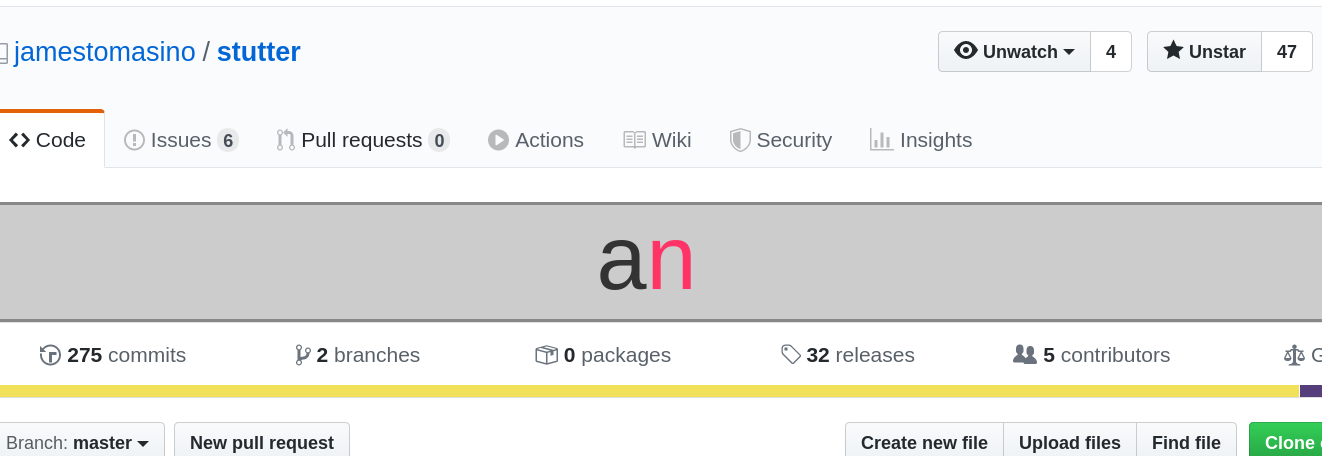 jamestomasino / stutter
Unwatch 4 Unstar 47
Code Issues 6 Pull requests 0 Actions Wiki Security Insights
an
275 commits 2 branches 0 packages 32 releases 5 contributors G
Branch: master New pull request Create new file Upload files Find file Clone